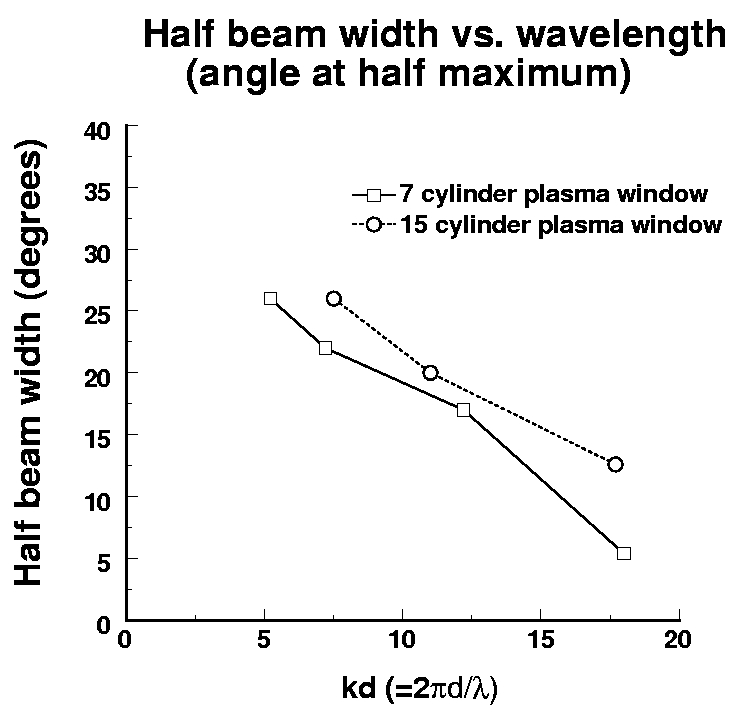 Half beam width vs. wavelength
(angle at half maximum)
Half beam width (degrees)
40
35
30
25
20
15
10
5
0
7 cylinder plasma window
15 cylinder plasma window
0 5 10 15 20
kd (=2πd/λ)